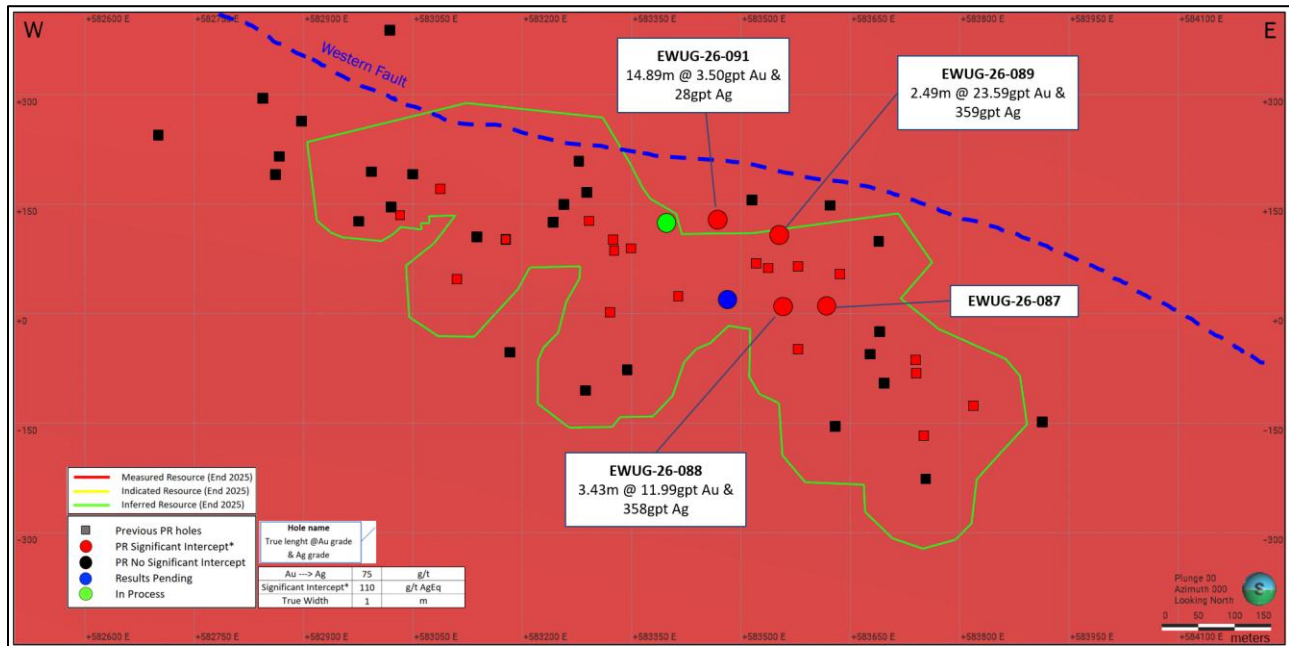 +582600 E +582750 E +582900 E +583050 E +583200 E +583350 E +583500 E +583650 E +583800 E +583950 E +584100 E
W
E
Western Fault
EWUG-26-091
14.89m @ 3.50gpt Au &
28gpt Ag
EWUG-26-089
2.49m @ 23.59gpt Au &
359gpt Ag
+300 +300
+150 +150
EWUG-26-087
+0 +0
-150 -150
EWUG-26-088
3.43m @ 11.99gpt Au &
358gpt Ag
Measured Resource (End 2025)
Indicated Resource (End 2025)
Inferred Resource (End 2025)
Previous PR holes
PR Significant Intercept*
PR No Significant Intercept
Results Pending
In Process
Hole name
True lenght @Au grade
& Ag grade
Au ---> Ag 75 g/t
Significant Intercept* 110 g/t AgEq
True Width 1 m
-300 -300
Plunge 00
Azimuth 000
Looking North
S
0 50 100 150
meters
+582600 E +582750 E +582900 E +583050 E +583200 E +583350 E +583500 E +583650 E +583800 E +583950 E +584100 E